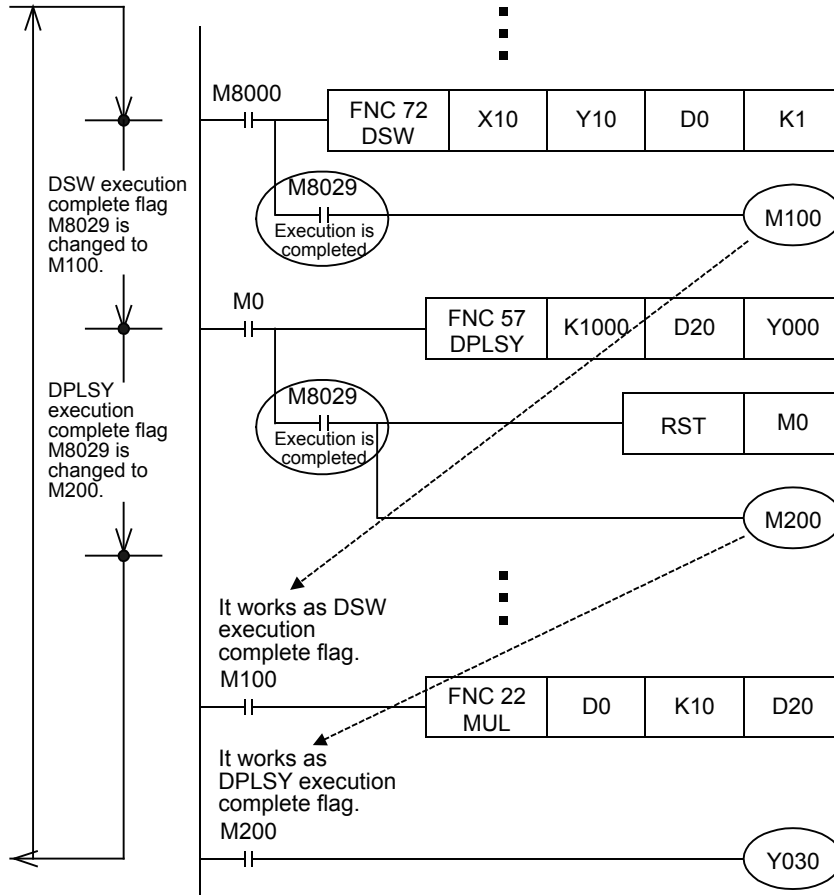 M8000
FNC 72
DSW
X10
Y10
D0
K1
DSW execution
complete flag
M8029 is
changed to
M100.
M8029
Execution is
completed
M100
M0
FNC 57
DPLSY
K1000
D20
Y000
DPLSY
execution
complete flag
M8029 is
changed to
M200.
M8029
Execution is
completed
RST
M0
M200
It works as DSW
execution
complete flag.
M100
FNC 22
MUL
D0
K10
D20
It works as
DPLSY execution
complete flag.
M200
Y030